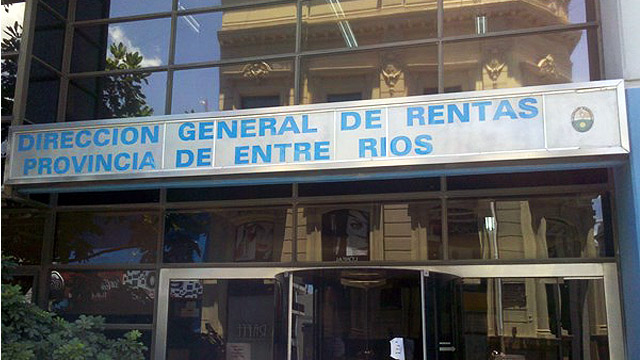 DIRECCION GENERAL DE RENTAS
PROVINCIA DE ENTRE RIOS